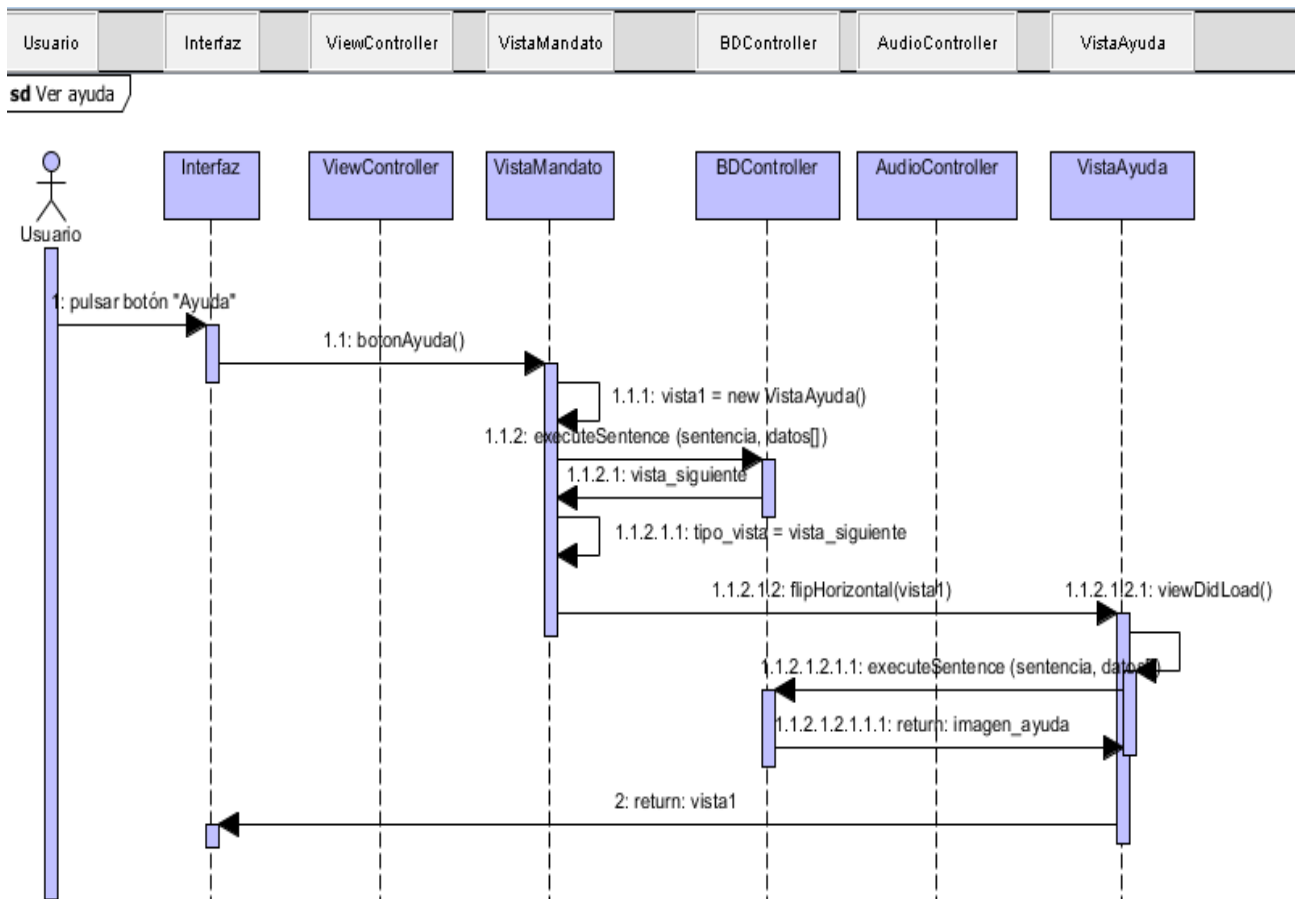 Usuario
Interfaz
ViewController
VistaMandato
BDController
AudioController
VistaAyuda
sd Ver ayuda
Interfaz
ViewController
VistaMandato
BDController
AudioController
VistaAyuda
Usuario
1: pulsar botón "Ayuda"
1.1: botonAyuda()
1.1.1: vista1 = new VistaAyuda()
1.1.2: executeSentence (sentencia, datos[])
1.1.2.1: vista_siguiente
1.1.2.1.1: tipo_vista = vista_siguiente
1.1.2.1.2: flipHorizontal(vista1)
1.1.2.1.2.1: viewDidLoad()
1.1.2.1.2.1.1: executeSentence (sentencia, datos[])
1.1.2.1.2.1.1.1: return: imagen_ayuda
2: return: vista1